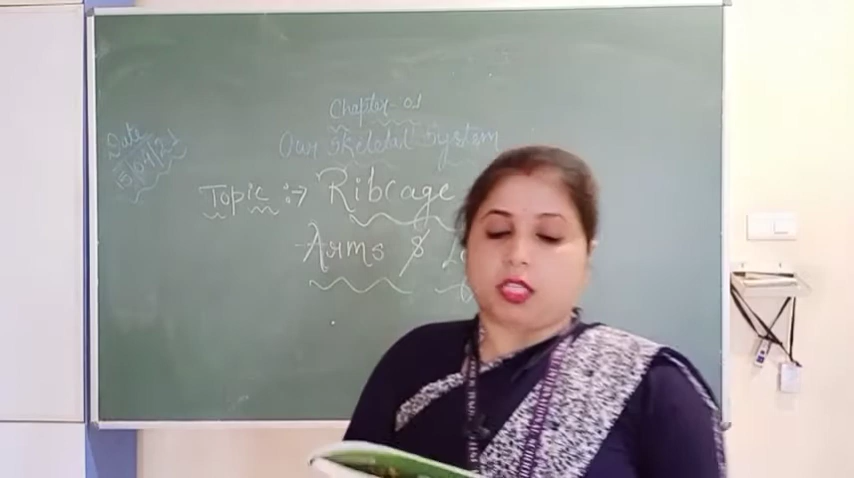 Chapter - 01
Our Skeletal System
Date
15/04/21
Topic :-> Ribcage
Arms &